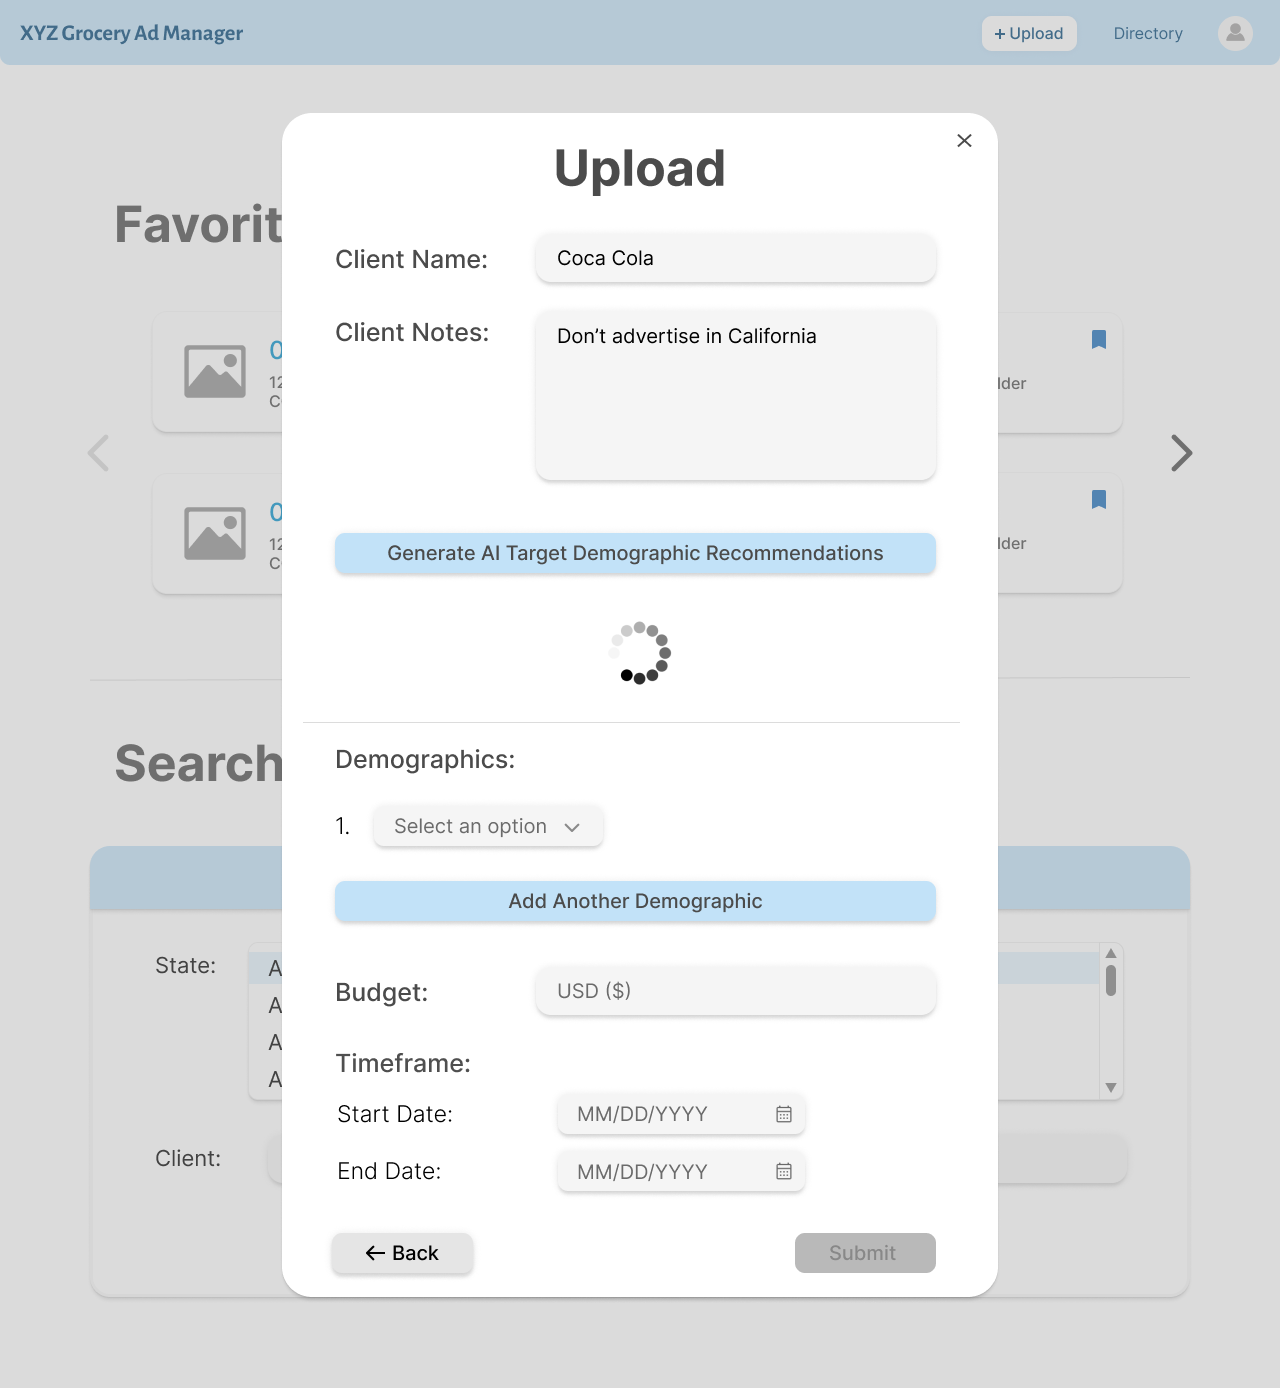 XYZ Grocery Ad Manager
+ Upload
Directory
Upload
Favorit
Client Name:
Coca Cola
Client Notes:
Don’t advertise in California
0
12
C
lder
0
12
C
lder
Generate AI Target Demographic Recommendations
Search
Demographics:
1.
Select an option
Add Another Demographic
State:
A
A
A
A
Budget:
USD ($)
Timeframe:
Start Date:
MM/DD/YYYY
Client:
End Date:
MM/DD/YYYY
← Back
Submit